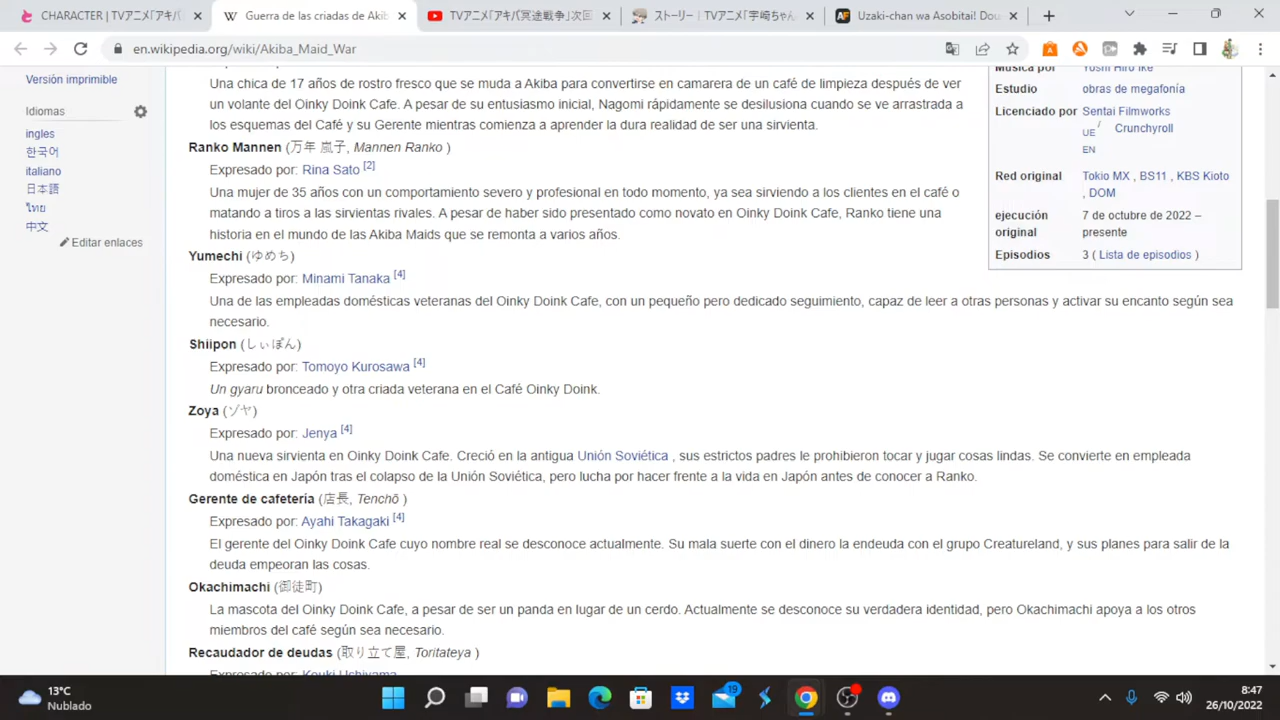 CHARACTER | TVアニメ「アキバ
Guerra de las criadas de Akib
TVアニメ「アキバ冥途戦争」次回
ストーリー | TVアニメ「宇崎ちゃん
Uzaki-chan wa Asobitai! Dou
en.wikipedia.org/wiki/Akiba_Maid_War
Versión imprimible
Idiomas
ingles
한국어
italiano
日本語
ไทย
中文
Editar enlaces
Una chica de 17 años de rostro fresco que se muda a Akiba para convertirse en camarera de un café de limpieza después de ver
un volante del Oinky Doink Cafe. A pesar de su entusiasmo inicial, Nagomi rápidamente se desilusiona cuando se ve arrastrada a
los esquemas del Café y su Gerente mientras comienza a aprender la dura realidad de ser una sirvienta.
Ranko Mannen (万年 嵐子, Mannen Ranko )
Expresado por: Rina Sato [2]
Una mujer de 35 años con un comportamiento severo y profesional en todo momento, ya sea sirviendo a los clientes en el café o
matando a tiros a las sirvientas rivales. A pesar de haber sido presentado como novato en Oinky Doink Cafe, Ranko tiene una
historia en el mundo de las Akiba Maids que se remonta a varios años.
Yumechi (ゆめち)
Expresado por: Minami Tanaka [4]
Una de las empleadas domésticas veteranas del Oinky Doink Cafe, con un pequeño pero dedicado seguimiento, capaz de leer a otras personas y activar su encanto según sea
necesario.
Shiipon (しぃぽん)
Expresado por: Tomoyo Kurosawa [4]
Un gyaru bronceado y otra criada veterana en el Café Oinky Doink.
Zoya (ゾヤ)
Expresado por: Jenya [4]
Una nueva sirvienta en Oinky Doink Cafe. Creció en la antigua Unión Soviética , sus estrictos padres le prohibieron tocar y jugar cosas lindas. Se convierte en empleada
doméstica en Japón tras el colapso de la Unión Soviética, pero lucha por hacer frente a la vida en Japón antes de conocer a Ranko.
Gerente de cafetería (店長, Tenchō )
Expresado por: Ayahi Takagaki [4]
El gerente del Oinky Doink Cafe cuyo nombre real se desconoce actualmente. Su mala suerte con el dinero la endeuda con el grupo Creatureland, y sus planes para salir de la
deuda empeoran las cosas.
Okachimachi (御徒町)
La mascota del Oinky Doink Cafe, a pesar de ser un panda en lugar de un cerdo. Actualmente se desconoce su verdadera identidad, pero Okachimachi apoya a los otros
miembros del café según sea necesario.
Recaudador de deudas (取り立て屋, Toritateya )
Expresado por: Kouki Uchiyama
Música por Yoshi Hiro Ike
Estudio obras de megafonía
Licenciado por Sentai Filmworks
UE / Crunchyroll
EN
Red original Tokio MX , BS11 , KBS Kioto
, DOM
ejecución 7 de octubre de 2022 –
original presente
Episodios 3 ( Lista de episodios )
13°C
Nublado
19
8:47
26/10/2022